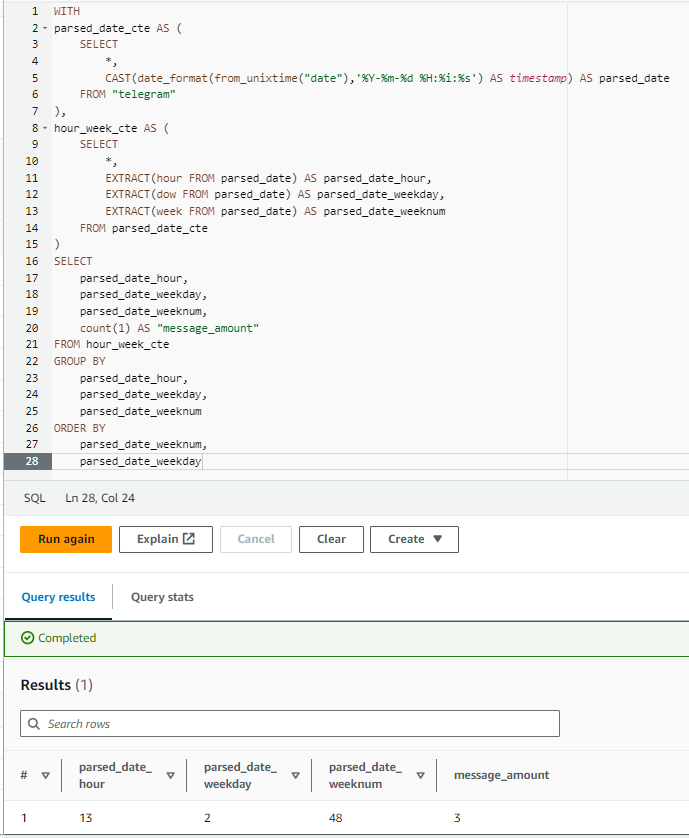 1 WITH
2 parsed_date_cte AS (
3 SELECT
4 *,
5 CAST(date_format(from_unixtime("date"),'%Y-%m-%d %H:%i:%s') AS timestamp) AS parsed_date
6 FROM "telegram"
7 ),
8 hour_week_cte AS (
9 SELECT
10 *,
11 EXTRACT(hour FROM parsed_date) AS parsed_date_hour,
12 EXTRACT(dow FROM parsed_date) AS parsed_date_weekday,
13 EXTRACT(week FROM parsed_date) AS parsed_date_weeknum
14 FROM parsed_date_cte
15 )
16 SELECT
17 parsed_date_hour,
18 parsed_date_weekday,
19 parsed_date_weeknum,
20 count(1) AS "message_amount"
21 FROM hour_week_cte
22 GROUP BY
23 parsed_date_hour,
24 parsed_date_weekday,
25 parsed_date_weeknum
26 ORDER BY
27 parsed_date_weeknum,
28 parsed_date_weekday
SQL Ln 28, Col 24
Run again Explain Cancel Clear Create
Query results Query stats
Completed
Results (1)
Search rows
# parsed_date_hour parsed_date_weekday parsed_date_weeknum message_amount
1 13 2 48 3